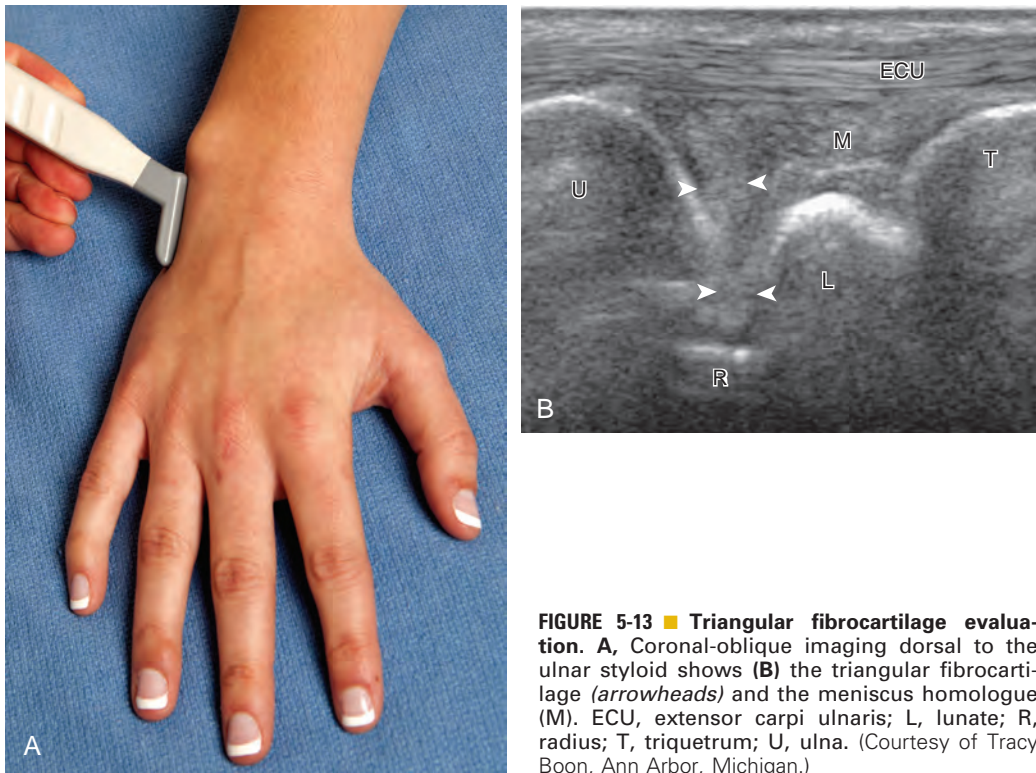 A
ECU
M
T
U
L
R
B
FIGURE 5-13 ■ Triangular fibrocartilage evalua-
tion. A, Coronal-oblique imaging dorsal to the
ulnar styloid shows (B) the triangular fibrocarti-
lage (arrowheads) and the meniscus homologue
(M). ECU, extensor carpi ulnaris; L, lunate; R,
radius; T, triquetrum; U, ulna. (Courtesy of Tracy
Boon, Ann Arbor, Michigan.)